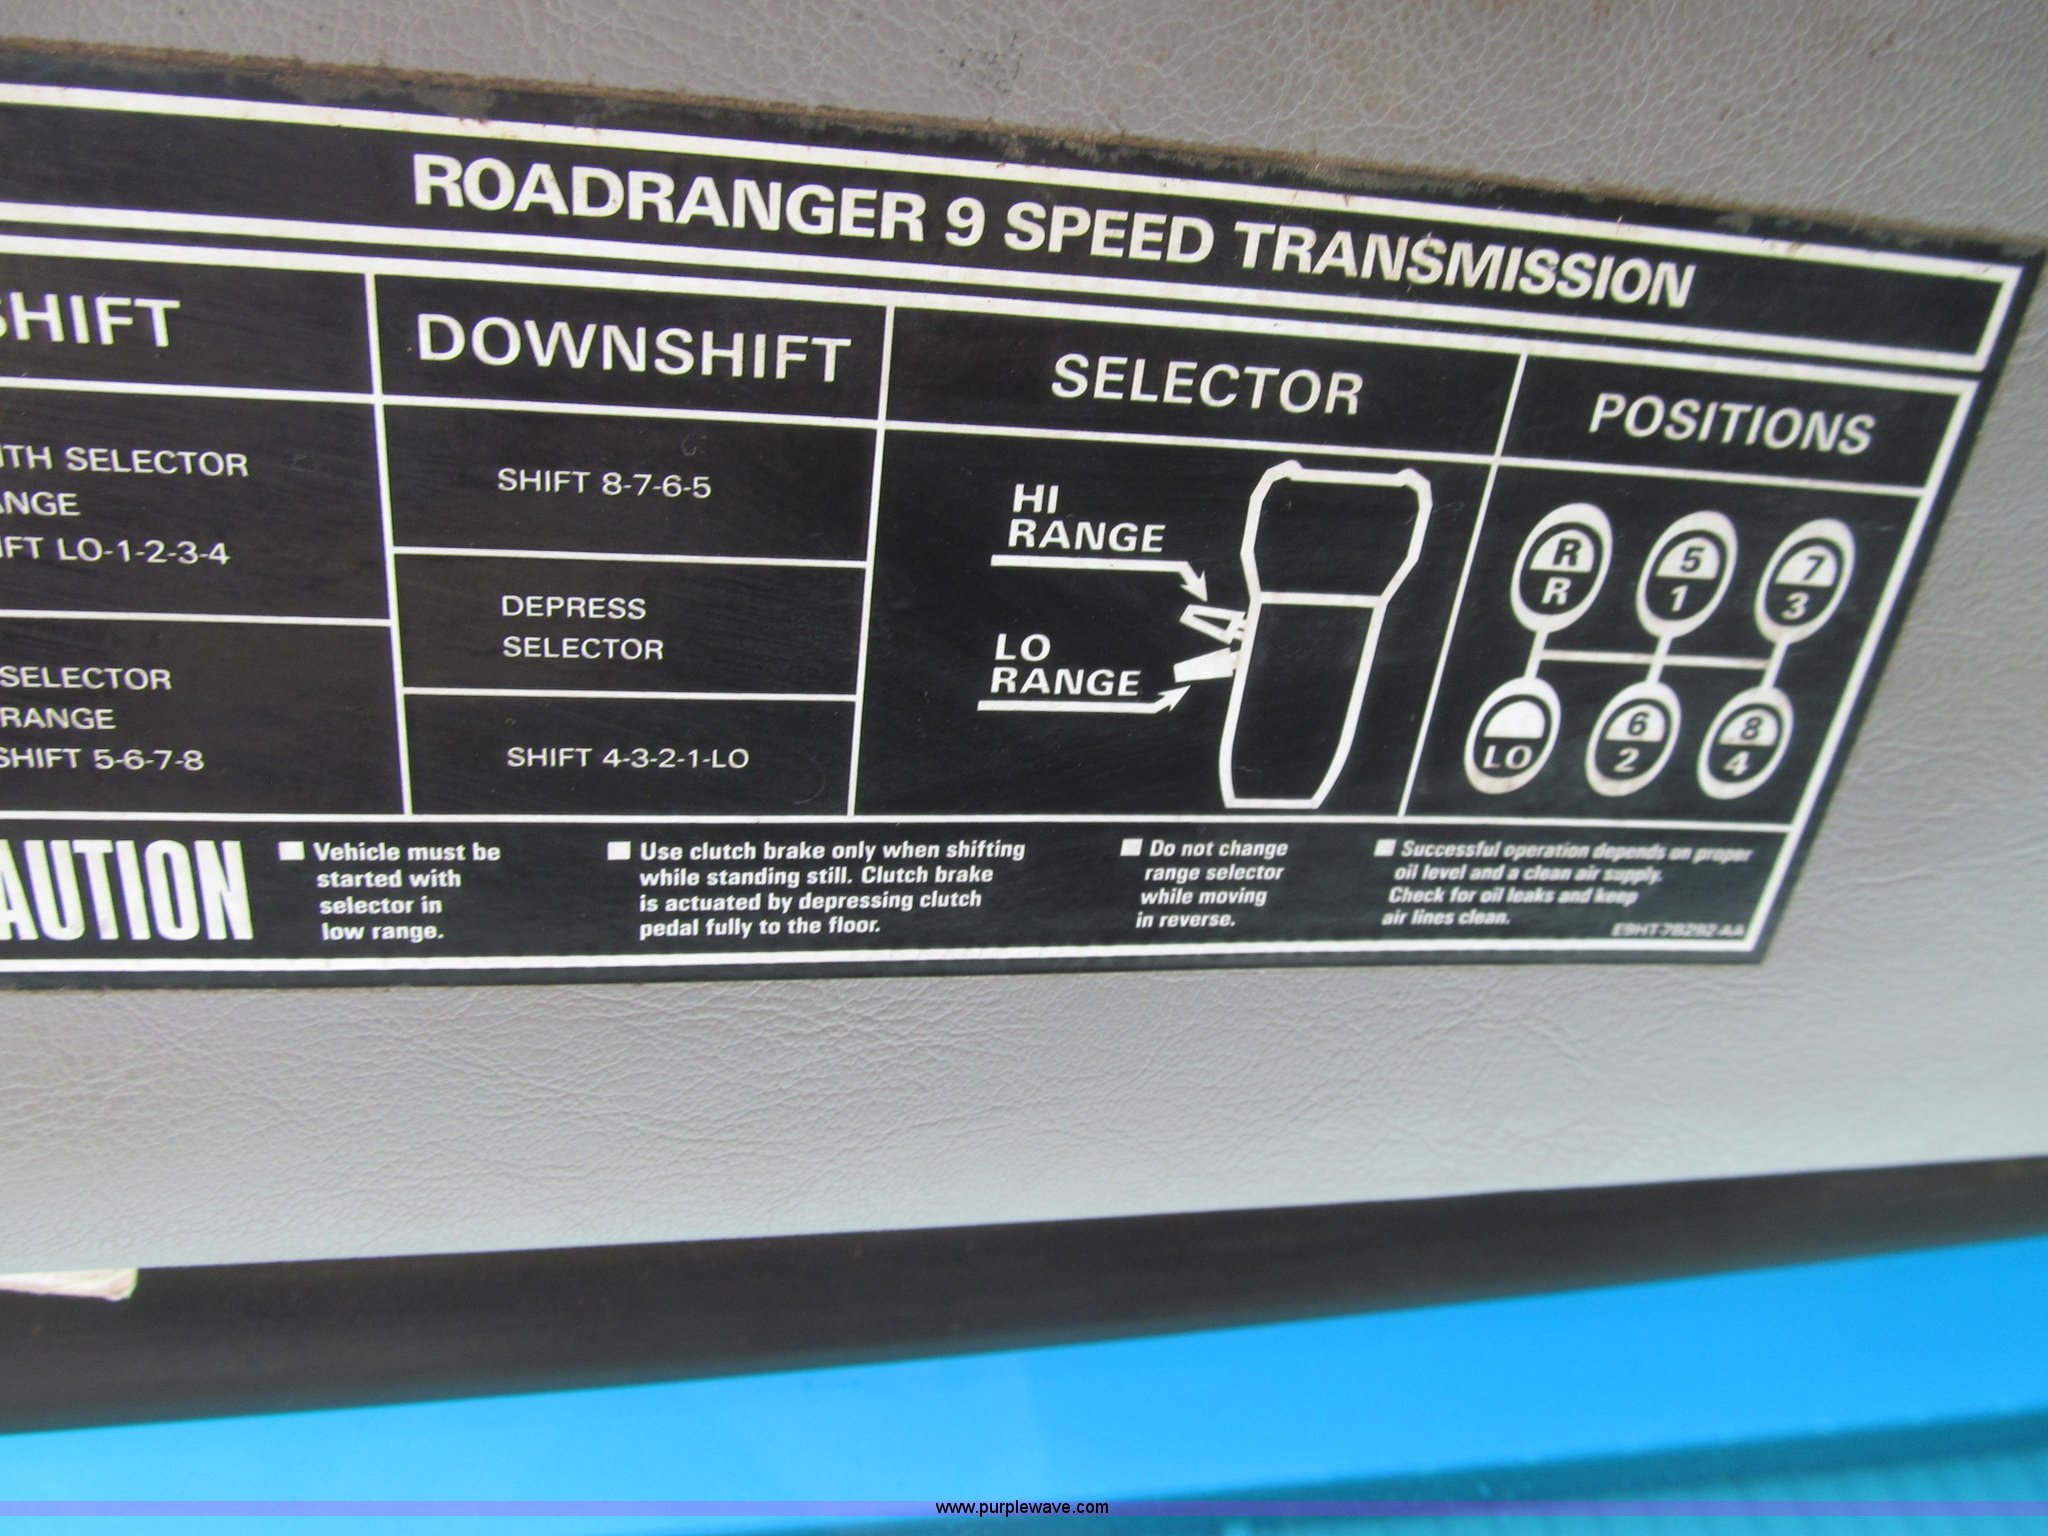 ROADRANGER 9 SPEED TRANSMISSION
SHIFT
SELECTOR
RANGE
LO-1-2-3-4
SELECTOR
RANGE
SHIFT 5-6-7-8
DOWNSHIFT
SHIFT 8-7-6-5
DEPRESS
SELECTOR
SHIFT 4-3-2-1-LO
SELECTOR
HI
RANGE
LO
RANGE
POSITIONS
R 5 7
R 1 3
6 8
LO 2 4
■ Vehicle must be
started with
selector in
low range.
■ Use clutch brake only when shifting
while standing still. Clutch brake
is actuated by depressing clutch
pedal fully to the floor.
■ Do not change
range selector
while moving
in reverse.
■ Successful operation depends on proper
oil level and a clean air supply.
Check for oil leaks and keep
air lines clean.
E9HT-7B292-AA
www.purplewave.com